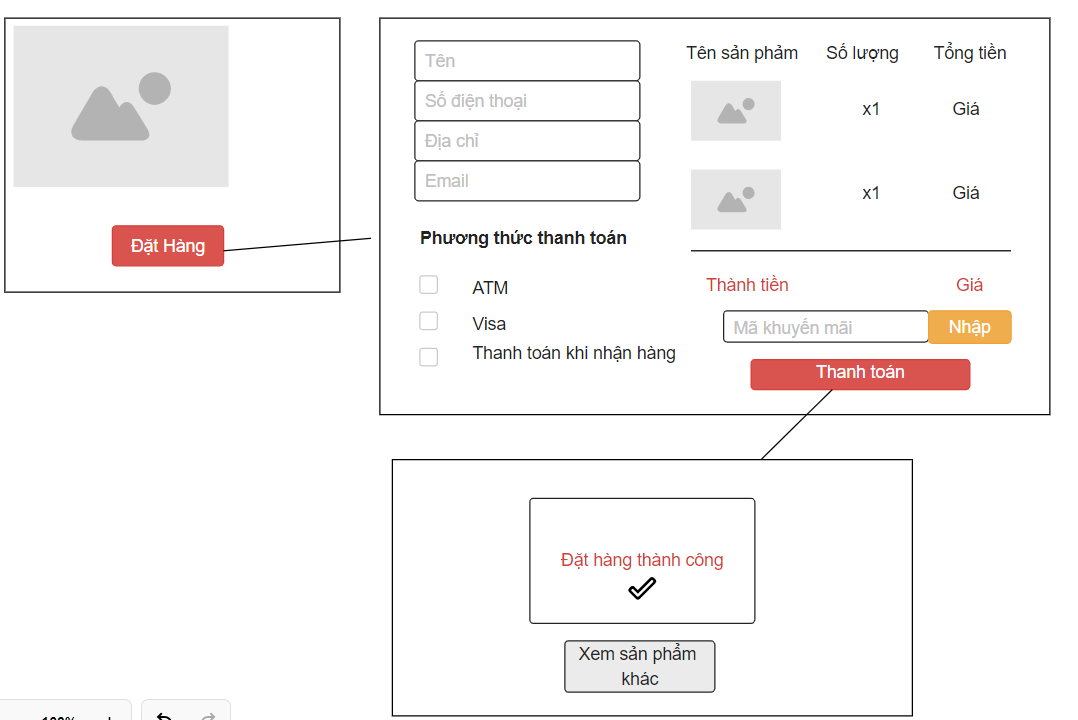 Đặt Hàng
Tên
Số điện thoại
Địa chỉ
Email
Phương thức thanh toán
ATM
Visa
Thanh toán khi nhận hàng
Tên sản phảm Số lượng Tổng tiền
x1 Giá
x1 Giá
Thành tiền Giá
Mã khuyến mãi Nhập
Thanh toán
Đặt hàng thành công
Xem sản phẩm
khác